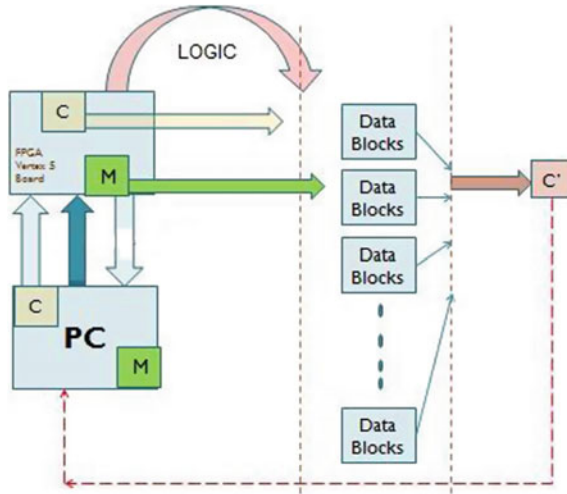 LOGIC
C
FPGA
Vertex 5
Board
M
C
PC
M
Data
Blocks
Data
Blocks
Data
Blocks
Data
Blocks
C'